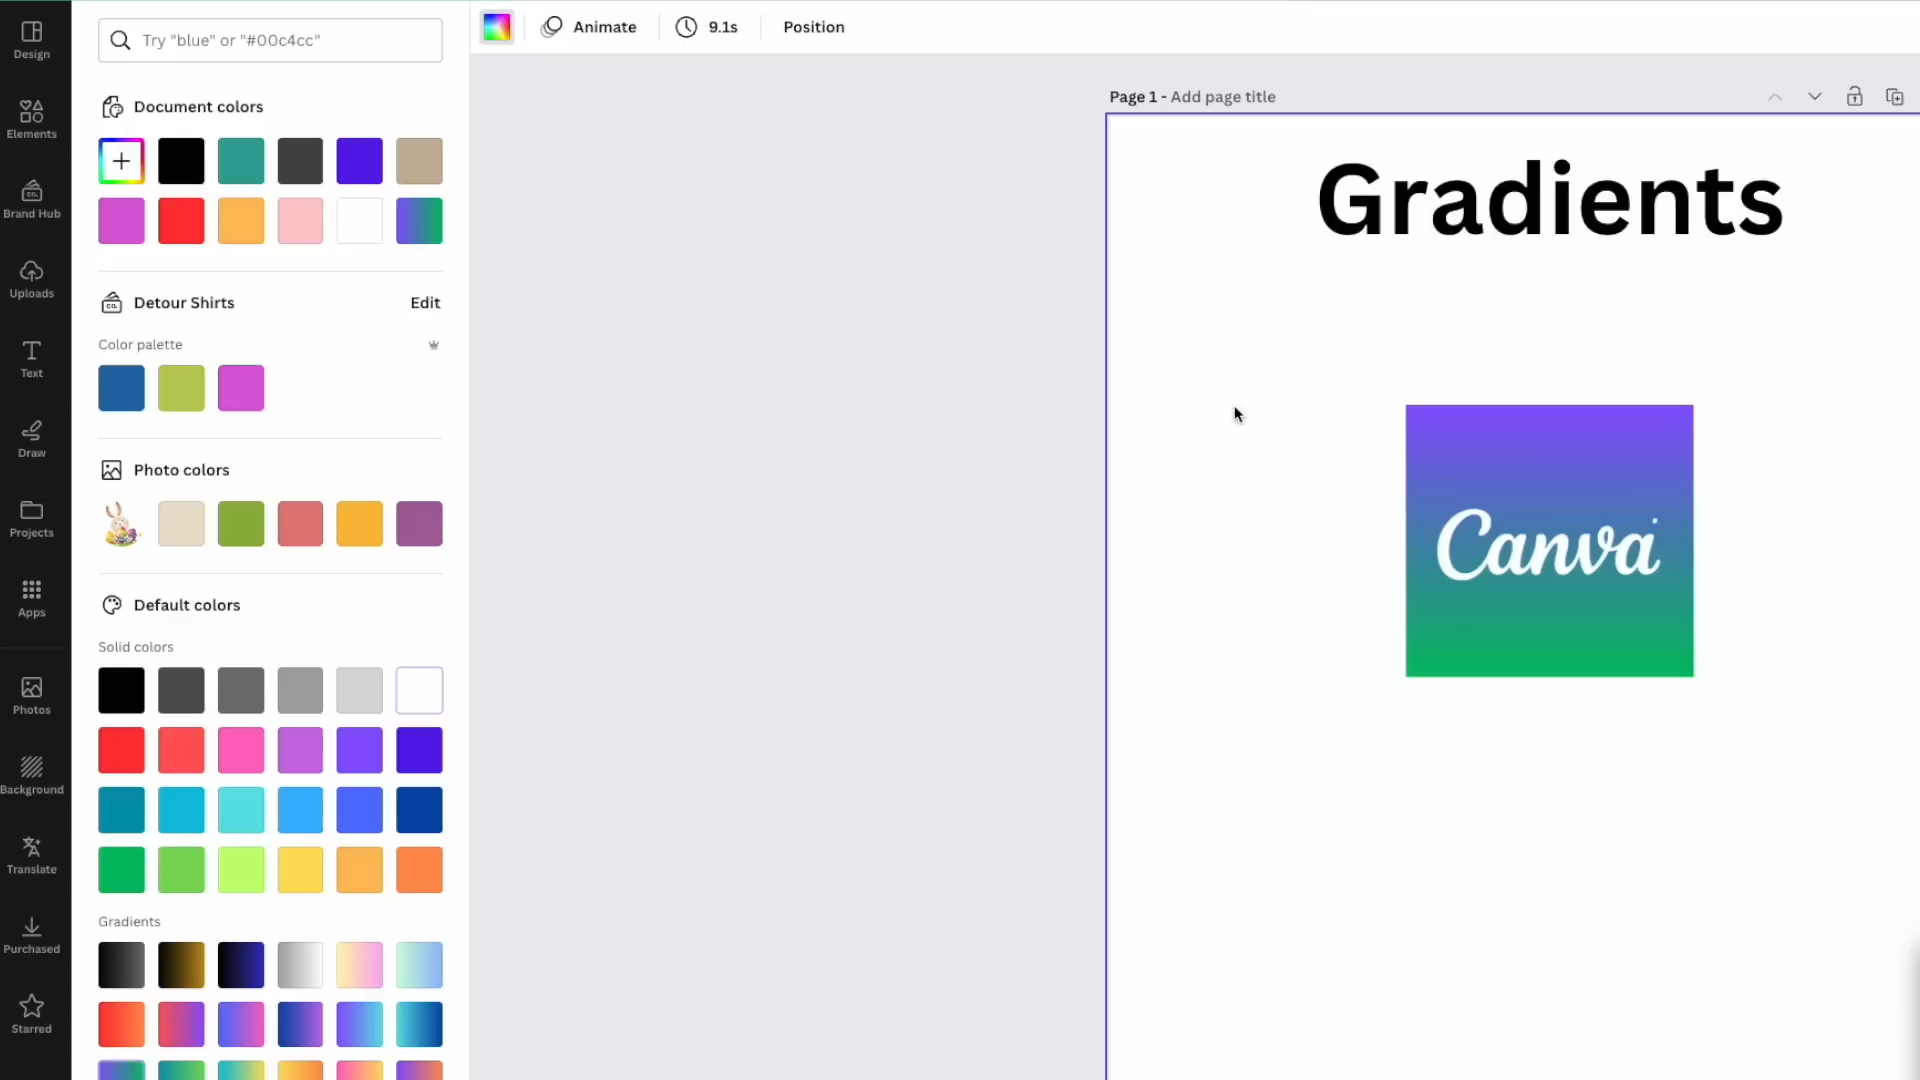 Design
Elements
Brand Hub
Uploads
Text
Draw
Projects
Apps
Photos
Background
Translate
Purchased
Starred
Try "blue" or "#00c4cc"
Document colors
Detour Shirts
Edit
Color palette
Photo colors
Default colors
Solid colors
Gradients
Animate
9.1s
Position
Page 1 - Add page title
Gradients
Canva